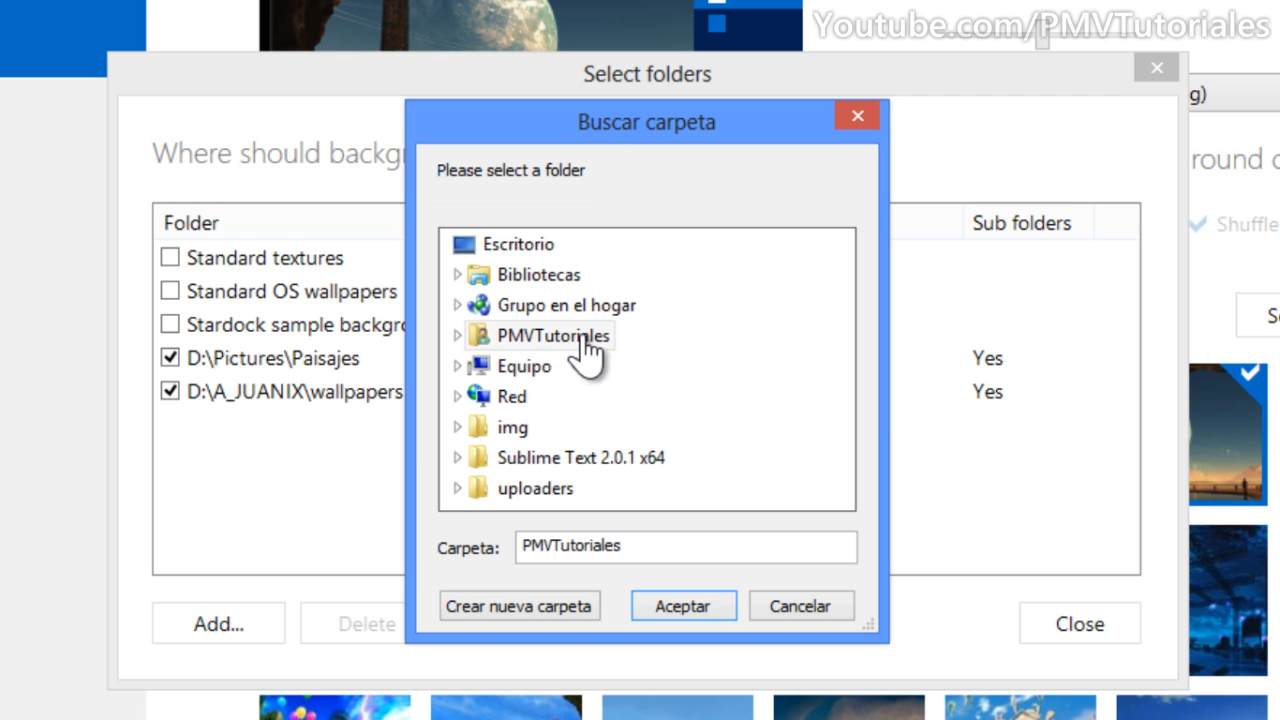 Youtube.com/PMVTutoriales
Select folders
g)
Buscar carpeta
Where should backg
round
Please select a folder
Folder
Sub folders
Shuffle
Escritorio
Standard textures
Bibliotecas
Standard OS wallpapers
Grupo en el hogar
Stardock sample backgro
PMVTutoriales
D:\Pictures\Paisajes
Equipo
Yes
D:\A_JUANIX\wallpapers
Red
Yes
img
Sublime Text 2.0.1 x64
uploaders
Carpeta:
PMVTutoriales
Crear nueva carpeta
Aceptar
Cancelar
Add...
Delete
Close